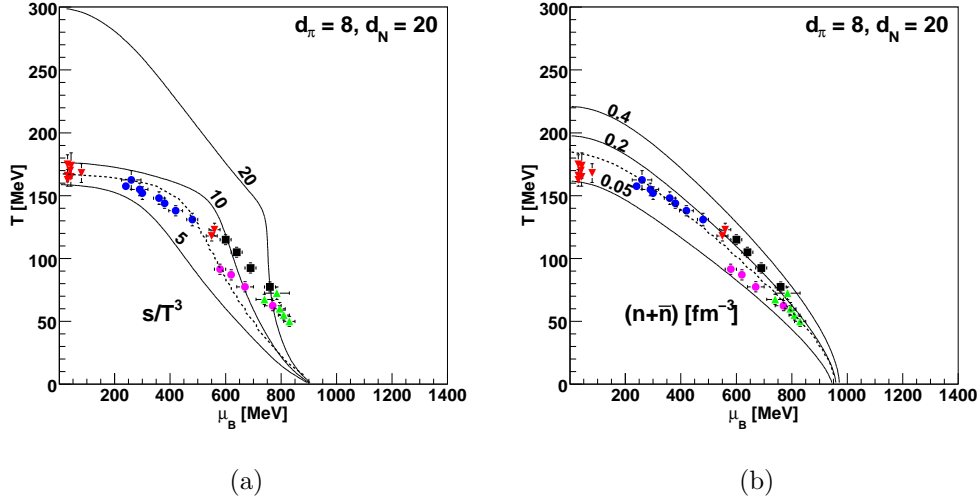 d_π = 8, d_N = 20
T [MeV]
300
250
200
150
100
50
0
20
10
5
s/T³
200 400 600 800 1000 1200 1400
μ_B [MeV]
(a)
d_π = 8, d_N = 20
T [MeV]
300
250
200
150
100
50
0
0.4
0.2
0.05
(n+n̅) [fm⁻³]
200 400 600 800 1000 1200 1400
μ_B [MeV]
(b)